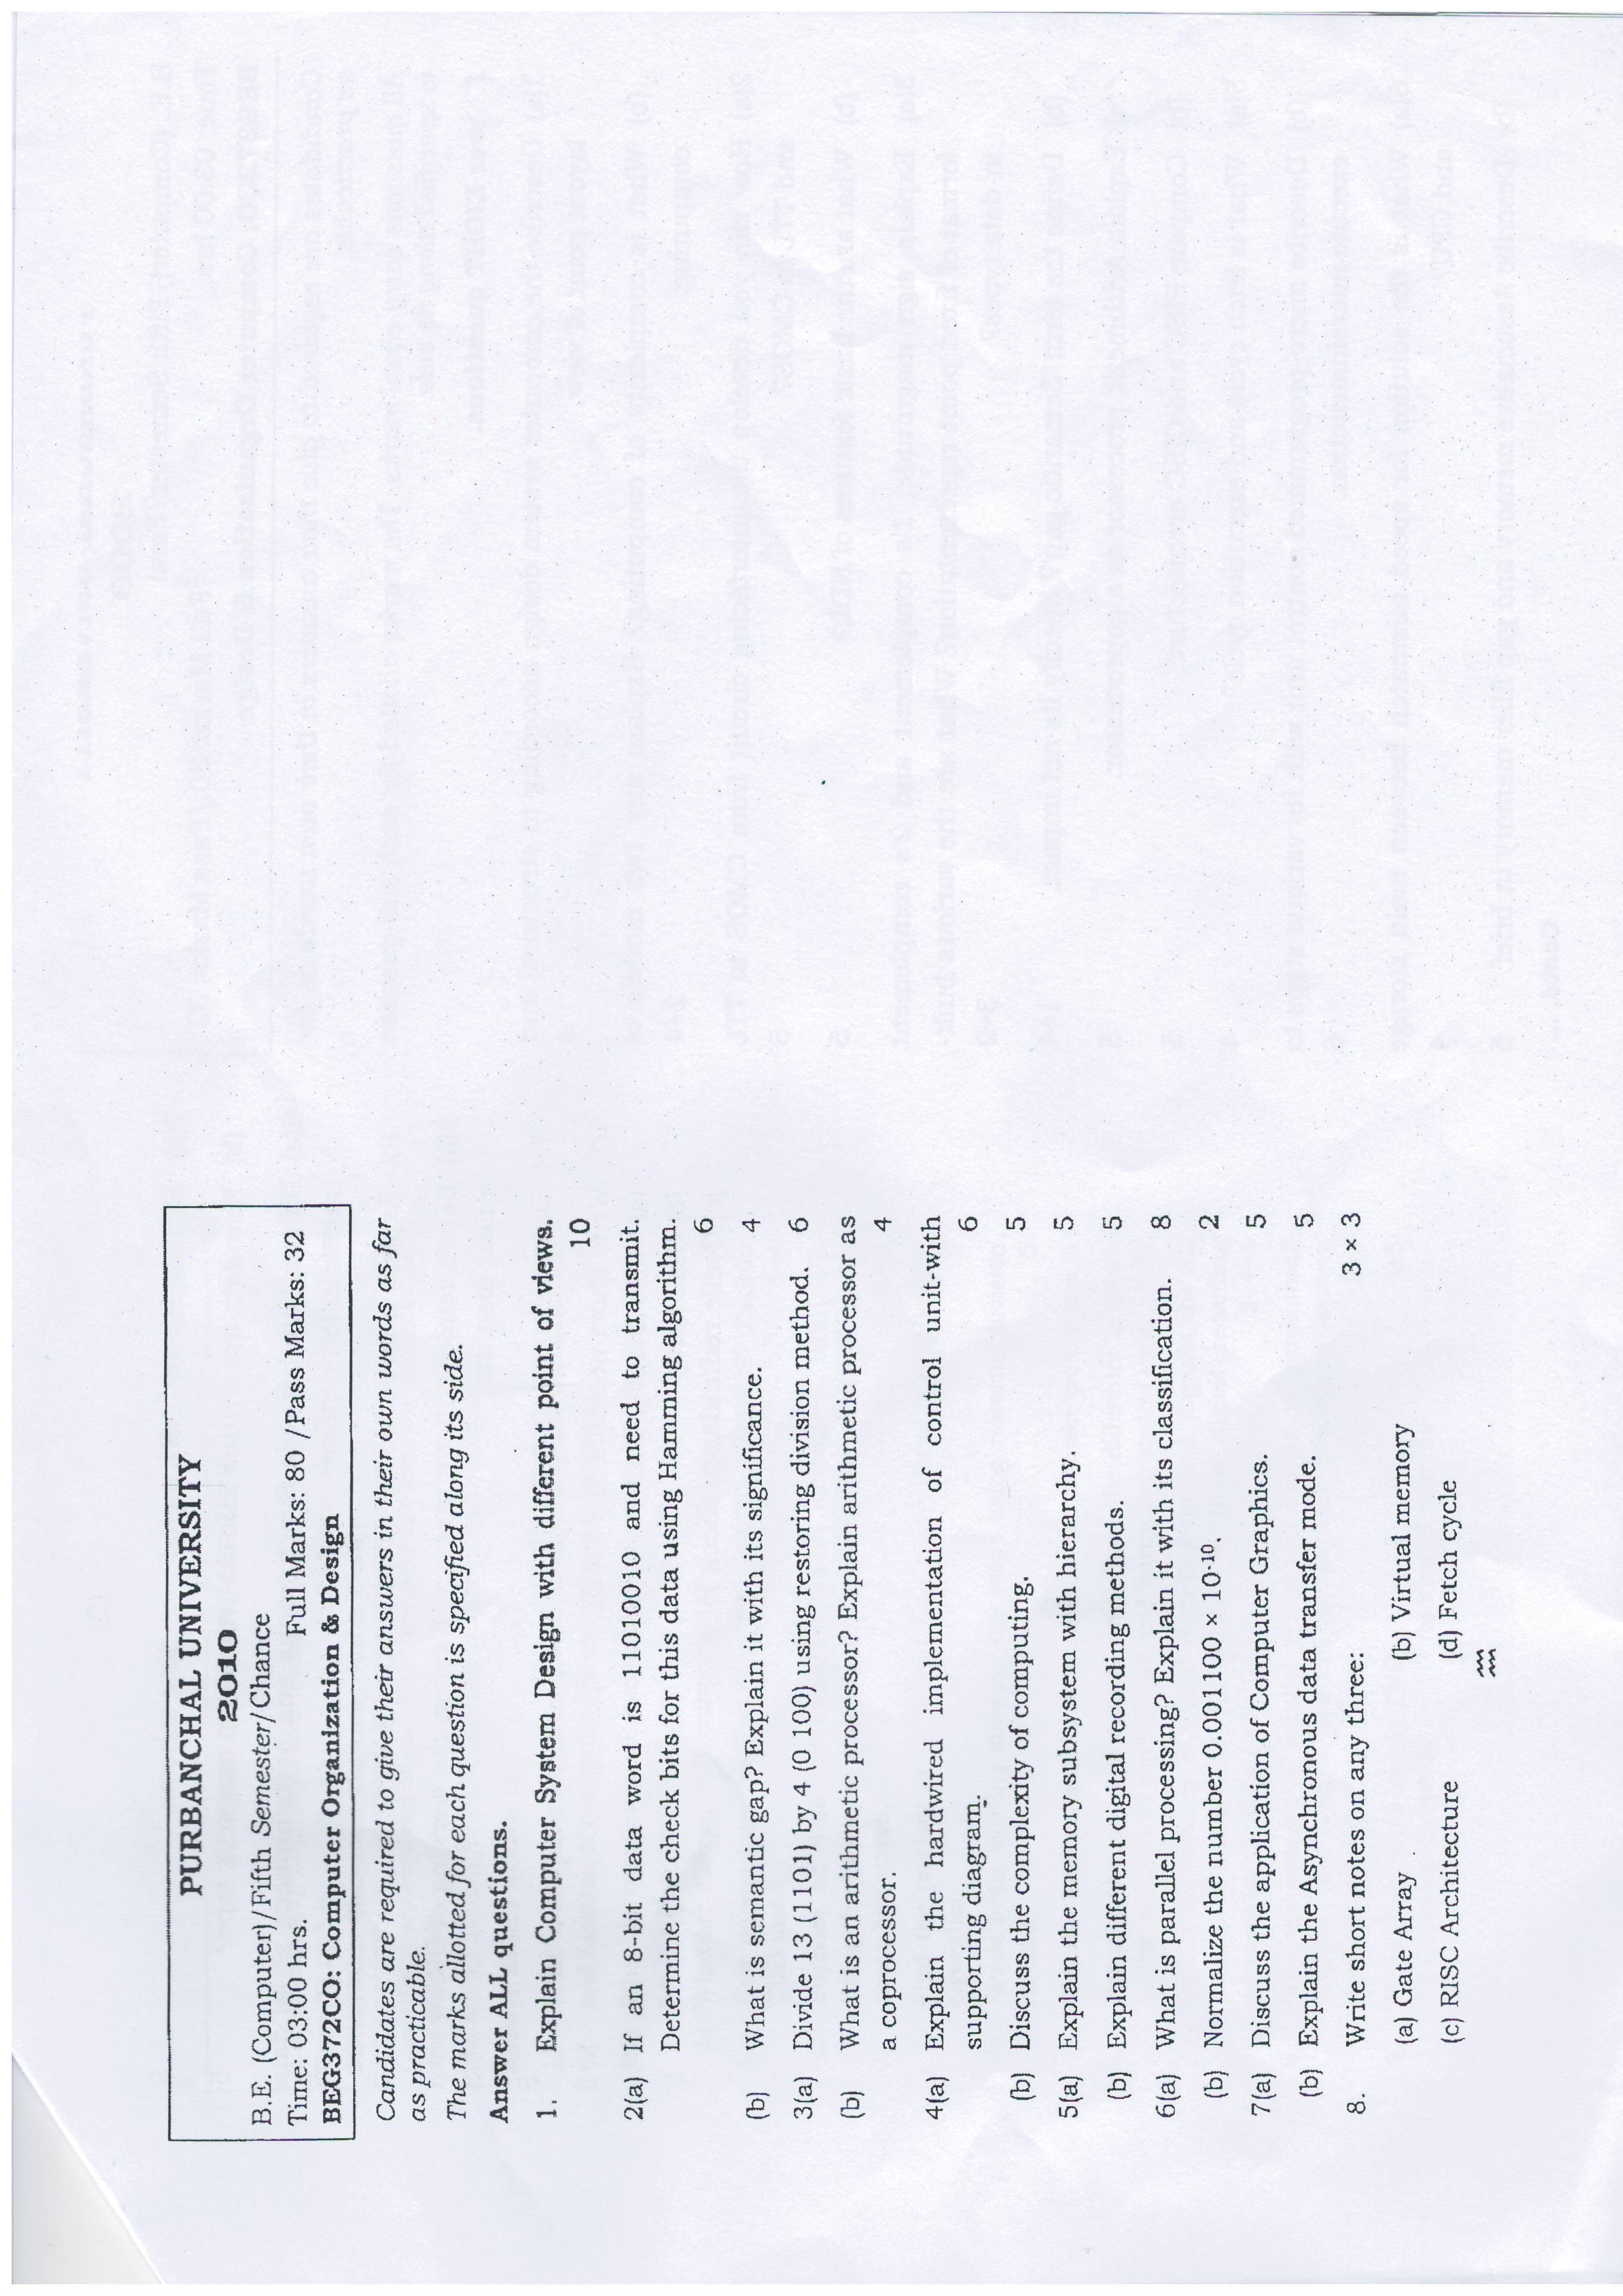 PURBANCHAL UNIVERSITY
2010
B.E. (Computer)/Fifth Semester/Chance
Time: 03:00 hrs. Full Marks: 80 /Pass Marks: 32
BEG372CO: Computer Organization & Design
Candidates are required to give their answers in their own words as far
as practicable.
The marks allotted for each question is specified along its side.
Answer ALL questions.
1. Explain Computer System Design with different point of views.
10
2(a) If an 8-bit data word is 11010010 and need to transmit.
Determine the check bits for this data using Hamming algorithm.
6
(b) What is semantic gap? Explain it with its significance. 4
3(a) Divide 13 (1101) by 4 (0 100) using restoring division method. 6
(b) What is an arithmetic processor? Explain arithmetic processor as
a coprocessor. 4
4(a) Explain the hardwired implementation of control unit-with
supporting diagram. 6
(b) Discuss the complexity of computing. 5
5(a) Explain the memory subsystem with hierarchy. 5
(b) Explain different digital recording methods. 5
6(a) What is parallel processing? Explain it with its classification. 8
(b) Normalize the number 0.001100 × 10⁻¹⁰. 2
7(a) Discuss the application of Computer Graphics. 5
(b) Explain the Asynchronous data transfer mode. 5
8. Write short notes on any three: 3 × 3
(a) Gate Array (b) Virtual memory
(c) RISC Architecture (d) Fetch cycle